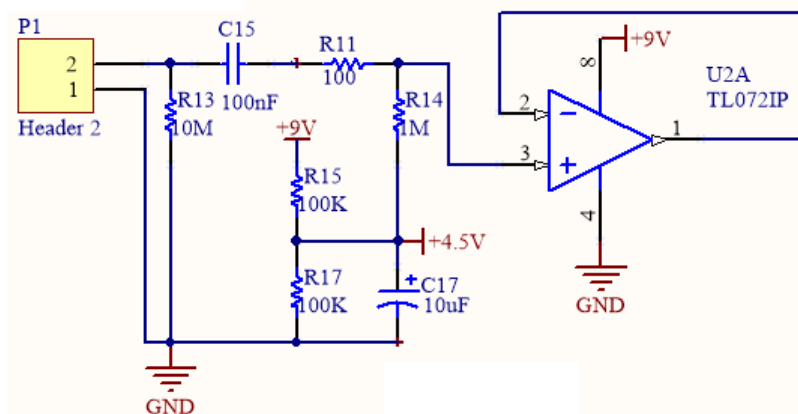 P1
2
1
Header 2
C15
100nF
R11
100
R13
10M
R14
1M
+9V
R15
100K
+4.5V
R17
100K
+
C17
10uF
GND
+9V
8
U2A
TL072IP
2
−
1
3
+
4
GND